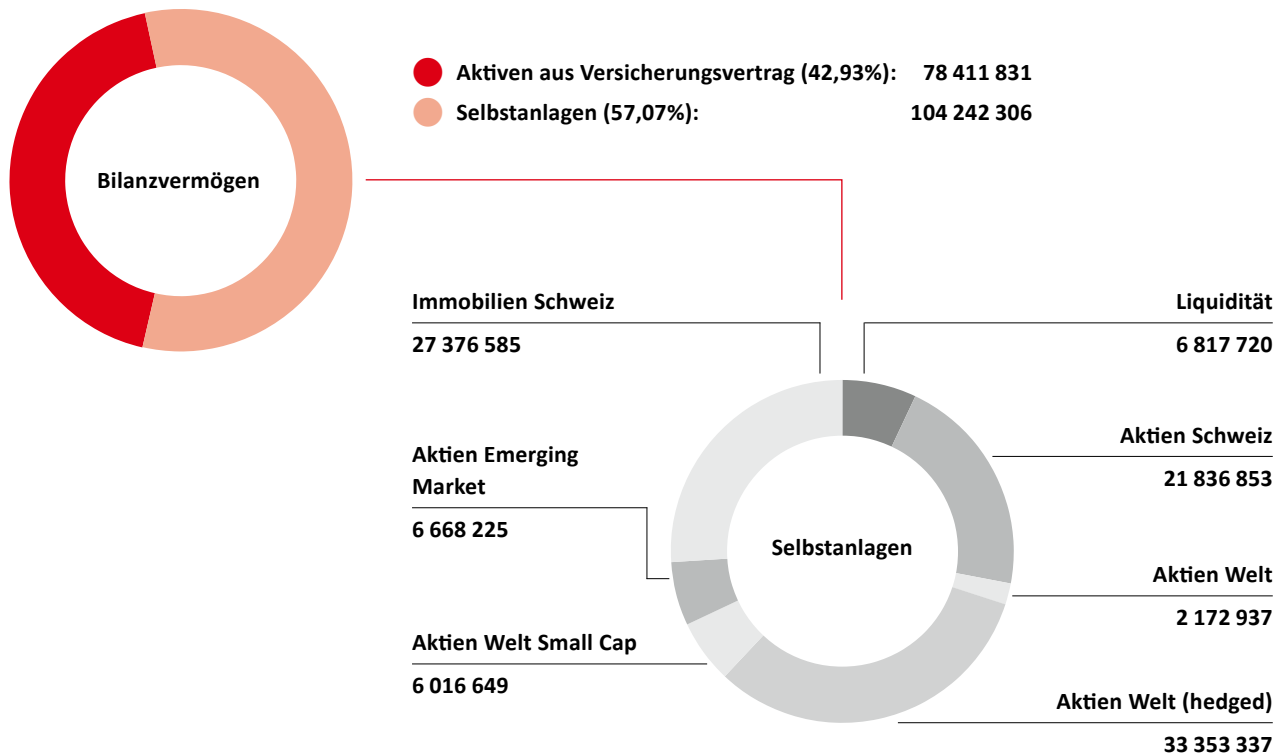 Aktiven aus Versicherungsvertrag (42,93%): 78 411 831
Selbstanlagen (57,07%): 104 242 306
Bilanzvermögen
Immobilien Schweiz
27 376 585
Liquidität
6 817 720
Aktien Emerging
Market
6 668 225
Aktien Schweiz
21 836 853
Selbstanlagen
Aktien Welt
2 172 937
Aktien Welt Small Cap
6 016 649
Aktien Welt (hedged)
33 353 337